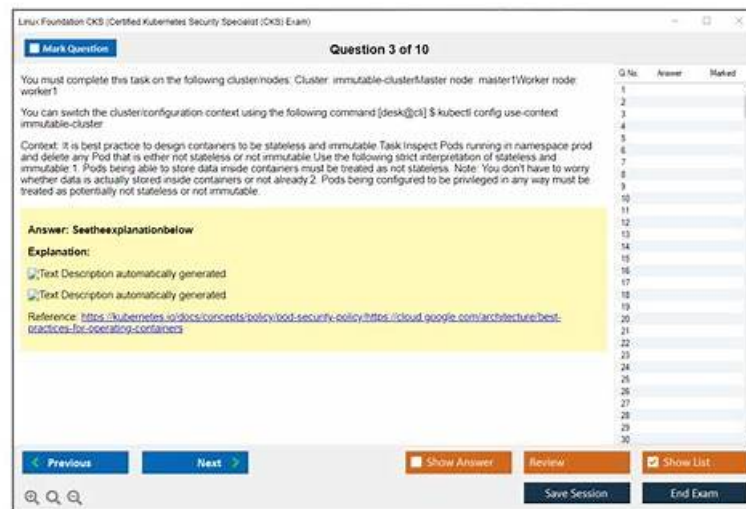 Linux Foundation CKS (Certified Kubernetes Security Specialist (CKS) Exam)
Mark Question
Question 3 of 10
Q.No. Answer Marked
You must complete this task on the following cluster/nodes: Cluster: immutable-clusterMaster node: master1Worker node:
worker1
You can switch the cluster/configuration context using the following command:[desk@cli] $ kubectl config use-context
immutable-cluster
Context: It is best practice to design containers to be stateless and immutable.Task:Inspect Pods running in namespace prod
and delete any Pod that is either not stateless or not immutable.Use the following strict interpretation of stateless and
immutable:1. Pods being able to store data inside containers must be treated as not stateless. Note: You don't have to worry
whether data is actually stored inside containers or not already.2. Pods being configured to be privileged in any way must be
treated as potentially not stateless or not immutable.
Answer: Seetheexplanationbelow
Explanation:
Text Description automatically generated
Text Description automatically generated
Reference: https://kubernetes.io/docs/concepts/policy/pod-security-policy/https://cloud.google.com/architecture/best-
practices-for-operating-containers
1
2
3
4
5
6
7
8
9
10
11
12
13
14
15
16
17
18
19
20
21
22
23
24
25
26
27
28
29
30
Previous
Next
Show Answer
Review
Show List
Save Session
End Exam